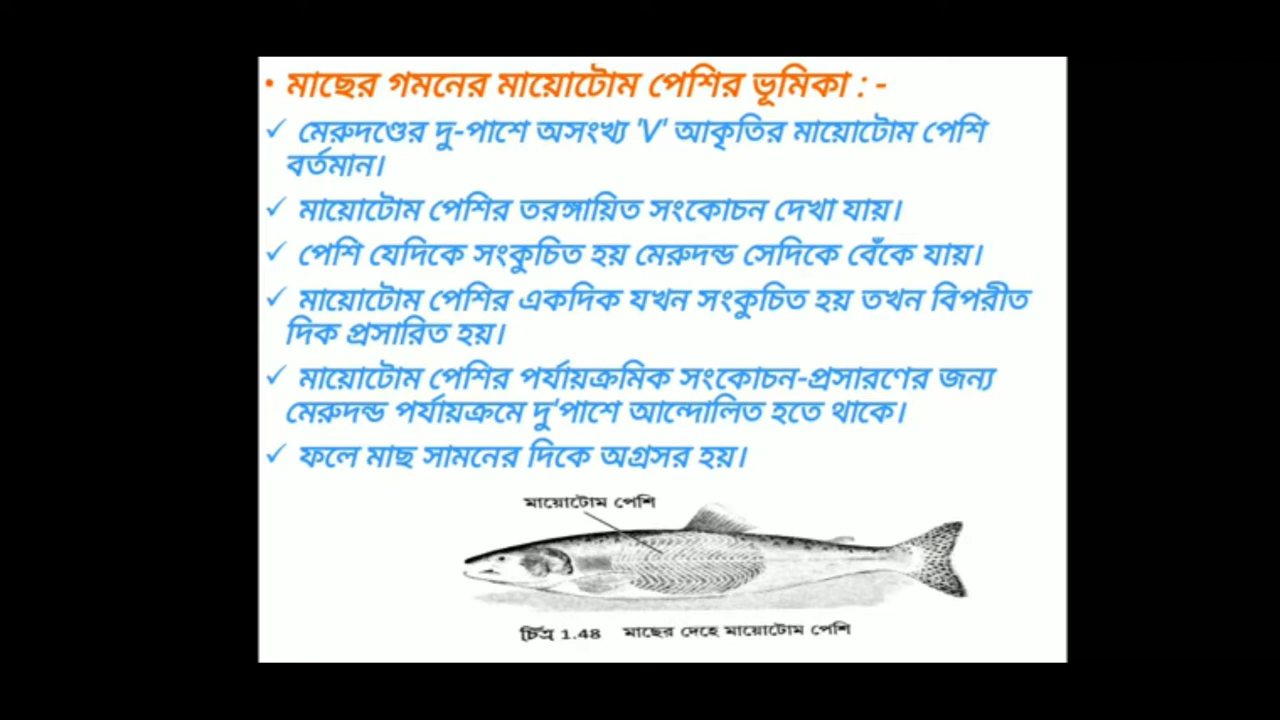 • মাছের গমনের মায়োটোম পেশির ভূমিকা : -
✓ মেরুদণ্ডের দু-পাশে অসংখ্য 'V' আকৃতির মায়োটোম পেশি
বর্তমান।
✓ মায়োটোম পেশির তরঙ্গায়িত সংকোচন দেখা যায়।
✓ পেশি যেদিকে সংকুচিত হয় মেরুদন্ড সেদিকে বেঁকে যায়।
✓ মায়োটোম পেশির একদিক যখন সংকুচিত হয় তখন বিপরীত
দিক প্রসারিত হয়।
✓ মায়োটোম পেশির পর্যায়ক্রমিক সংকোচন-প্রসারণের জন্য
মেরুদন্ড পর্যায়ক্রমে দু'পাশে আন্দোলিত হতে থাকে।
✓ ফলে মাছ সামনের দিকে অগ্রসর হয়।
মায়োটোম পেশি
চিত্র 1.48 মাছের দেহে মায়োটোম পেশি